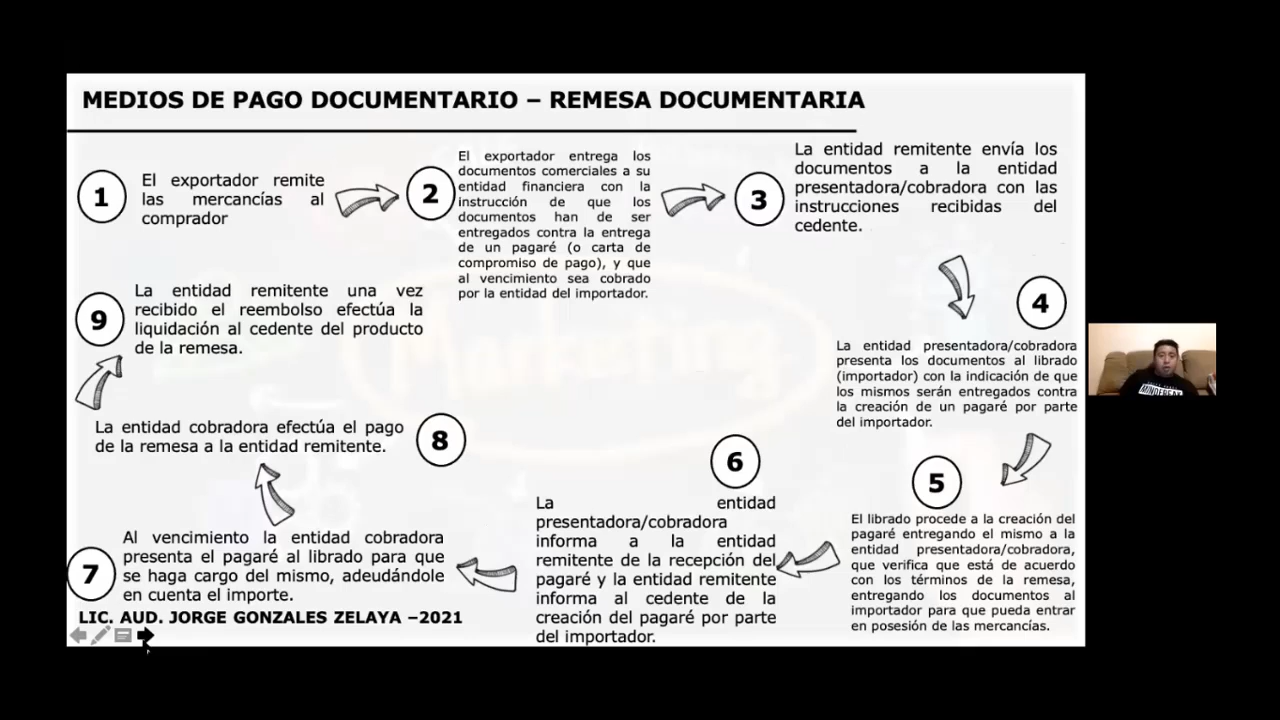 MEDIOS DE PAGO DOCUMENTARIO – REMESA DOCUMENTARIA
1
El exportador remite
las mercancías al
comprador
2
El exportador entrega los
documentos comerciales a su
entidad financiera con la
instrucción de que los
documentos han de ser
entregados contra la entrega
de un pagaré (o carta de
compromiso de pago), y que
al vencimiento sea cobrado
por la entidad del importador.
3
La entidad remitente envía los
documentos a la entidad
presentadora/cobradora con las
instrucciones recibidas del
cedente.
4
La entidad presentadora/cobradora
presenta los documentos al librado
(importador) con la indicación de que
los mismos serán entregados contra
la creación de un pagaré por parte
del importador.
5
El librado procede a la creación del
pagaré entregando el mismo a la
entidad presentadora/cobradora,
que verifica que está de acuerdo
con los términos de la remesa,
entregando los documentos al
importador para que pueda entrar
en posesión de las mercancías.
6
La entidad
presentadora/cobradora
informa a la entidad
remitente de la recepción del
pagaré y la entidad remitente
informa al cedente de la
creación del pagaré por parte
del importador.
7
Al vencimiento la entidad cobradora
presenta el pagaré al librado para que
se haga cargo del mismo, adeudándole
en cuenta el importe.
8
La entidad cobradora efectúa el pago
de la remesa a la entidad remitente.
9
La entidad remitente una vez
recibido el reembolso efectúa la
liquidación al cedente del producto
de la remesa.
LIC. AUD. JORGE GONZALES ZELAYA –2021
Marketing
MINDFREAK